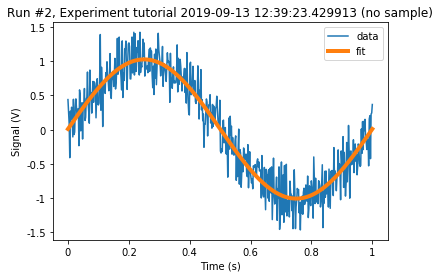 Run #2, Experiment tutorial 2019-09-13 12:39:23.429913 (no sample)
data
fit
1.5
1
0.5
0
-0.5
-1
-1.5
Signal (V)
0
0.2
0.4
0.6
0.8
1
Time (s)